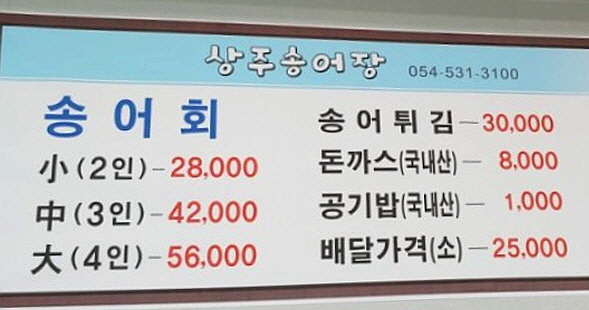 상주송어장 054-531-3100
송어회
小(2인)-28,000
中(3인)-42,000
大(4인)-56,000
송어튀김-30,000
돈까스(국내산)- 8,000
공기밥(국내산)- 1,000
배달가격(소)-25,000